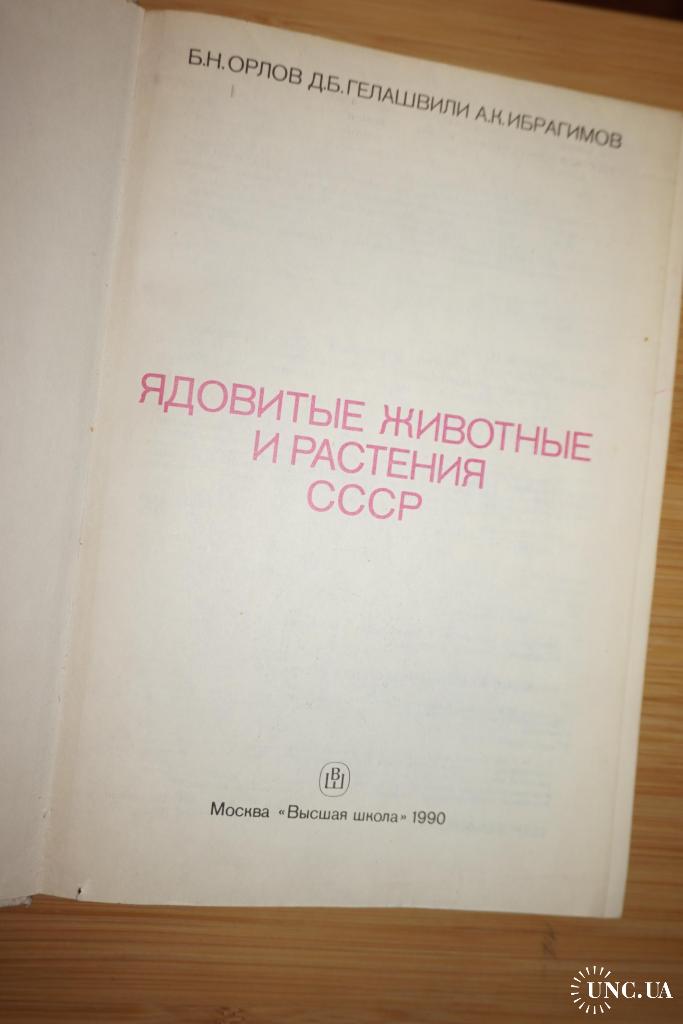 Б.Н. ОРЛОВ Д.Б. ГЕЛАШВИЛИ А.К. ИБРАГИМОВ
ЯДОВИТЫЕ ЖИВОТНЫЕ
И РАСТЕНИЯ
СССР
ВШ
Москва «Высшая школа» 1990
UNC.UA